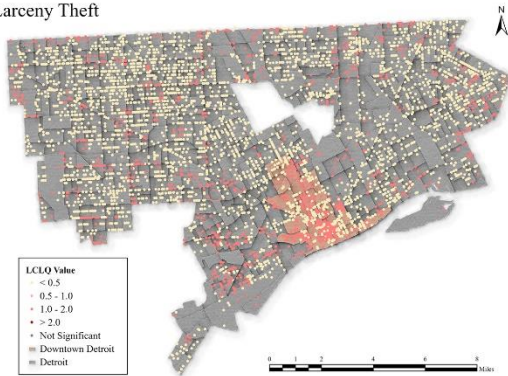 Larceny Theft
N
LCLQ Value
< 0.5
0.5 - 1.0
1.0 - 2.0
> 2.0
Not Significant
Downtown Detroit
Detroit
0 1 2 4 6 8
Miles